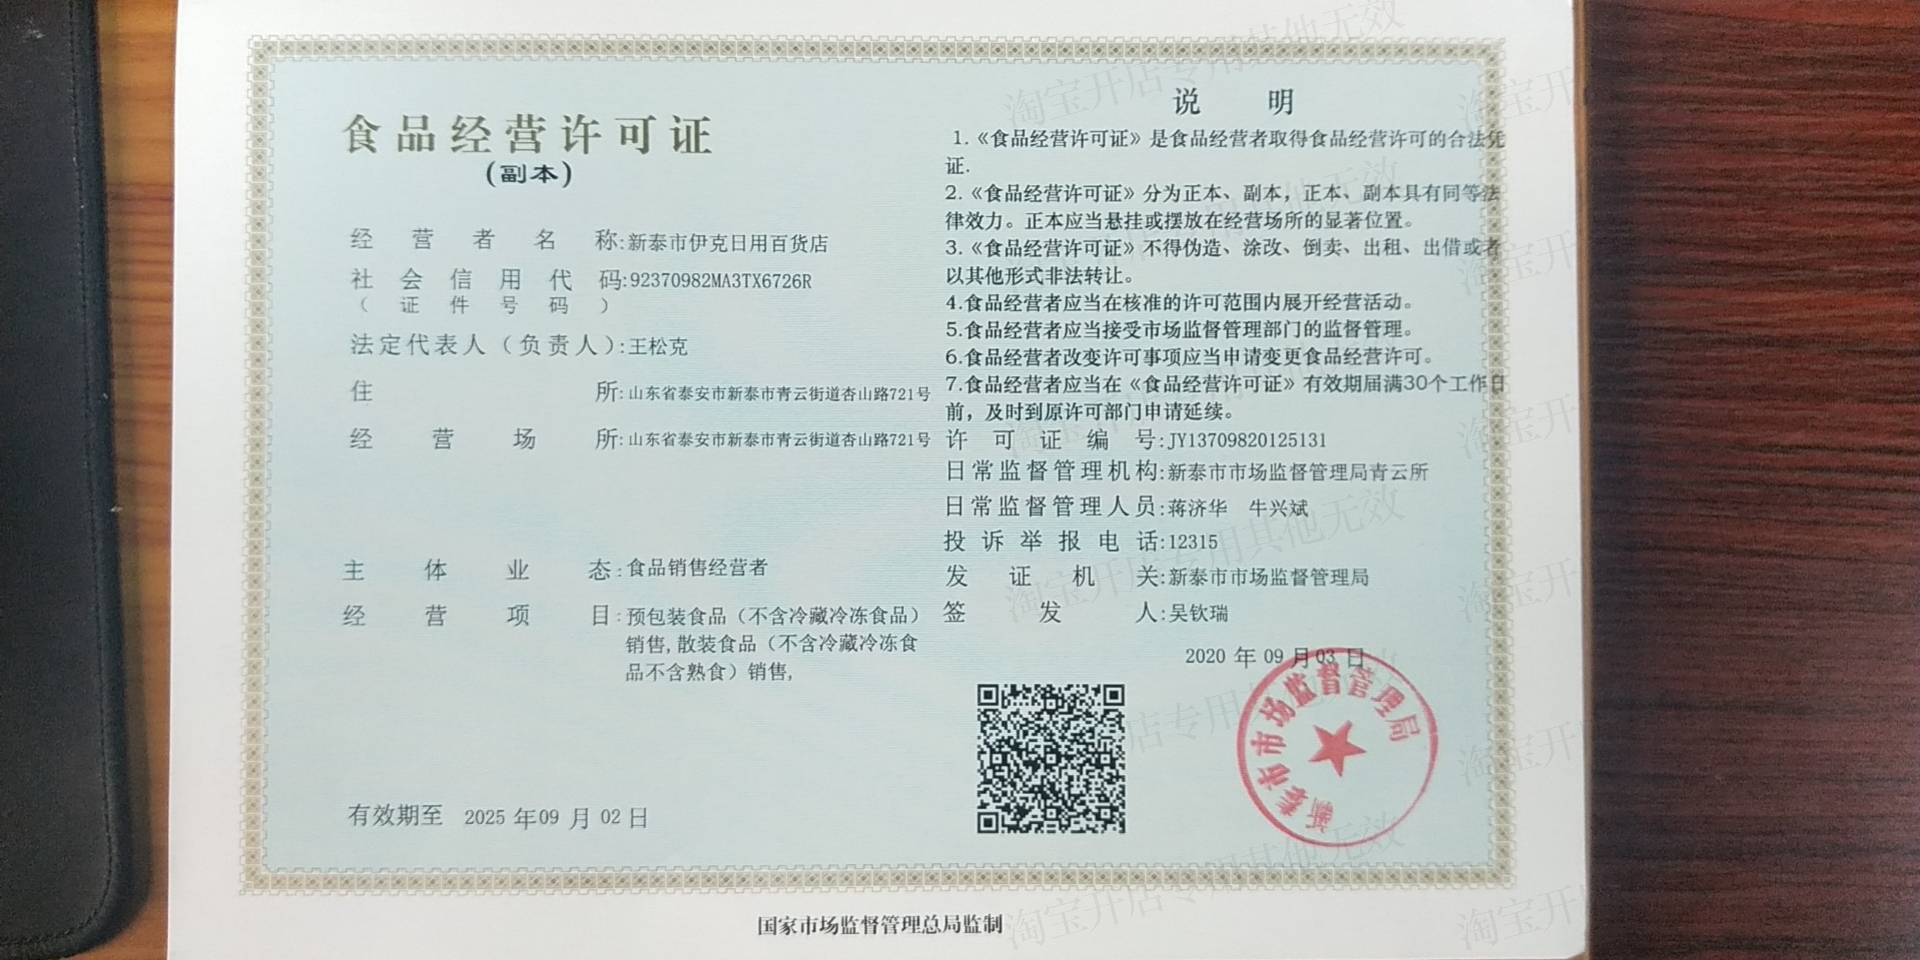 食品经营许可证
(副本)
经营者名称:新泰市伊克日用百货店
社会信用代码:92370982MA3TX6726R
（证件号码）
法定代表人（负责人）:王松克
住所:山东省泰安市新泰市青云街道杏山路721号
经营场所:山东省泰安市新泰市青云街道杏山路721号
主体业态:食品销售经营者
经营项目:预包装食品（不含冷藏冷冻食品）
销售,散装食品（不含冷藏冷冻食
品不含熟食）销售,
有效期至 2025 年09 月 02 日
说明
1.《食品经营许可证》是食品经营者取得食品经营许可的合法凭
证.
2.《食品经营许可证》分为正本、副本，正本、副本具有同等法
律效力。正本应当悬挂或摆放在经营场所的显著位置。
3.《食品经营许可证》不得伪造、涂改、倒卖、出租、出借或者
以其他形式非法转让。
4.食品经营者应当在核准的许可范围内展开经营活动。
5.食品经营者应当接受市场监督管理部门的监督管理。
6.食品经营者改变许可事项应当申请变更食品经营许可。
7.食品经营者应当在《食品经营许可证》有效期届满30个工作日
前，及时到原许可部门申请延续。
许可证编号:JY13709820125131
日常监督管理机构:新泰市市场监督管理局青云所
日常监督管理人员:蒋济华 牛兴斌
投诉举报电话:12315
发证机关:新泰市市场监督管理局
签发人:吴钦瑞
2020 年 09 月 03 日
新泰市市场监督管理局
国家市场监督管理总局监制
淘宝开店专用其他无效